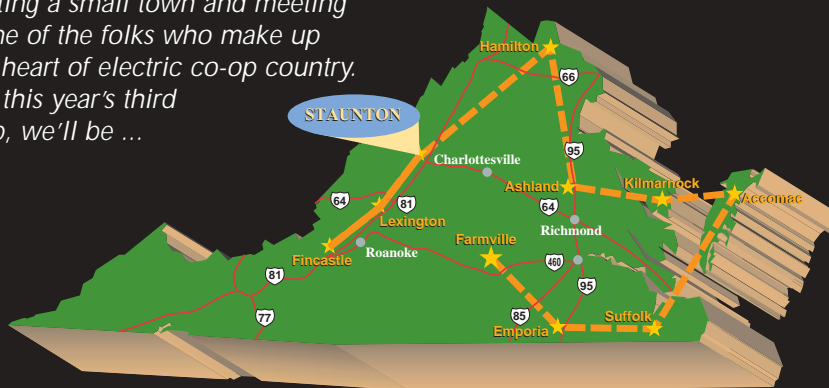 ting a small town and meeting
ne of the folks who make up
heart of electric co-op country.
this year's third
o, we'll be ...
Hamilton
66
STAUNTON
95
Charlottesville
Ashland
Kilmarnock
Accomac
64
81
64
Lexington
Richmond
Farmville
Roanoke
Fincastle
460
81
95
77
85
Suffolk
Emporia